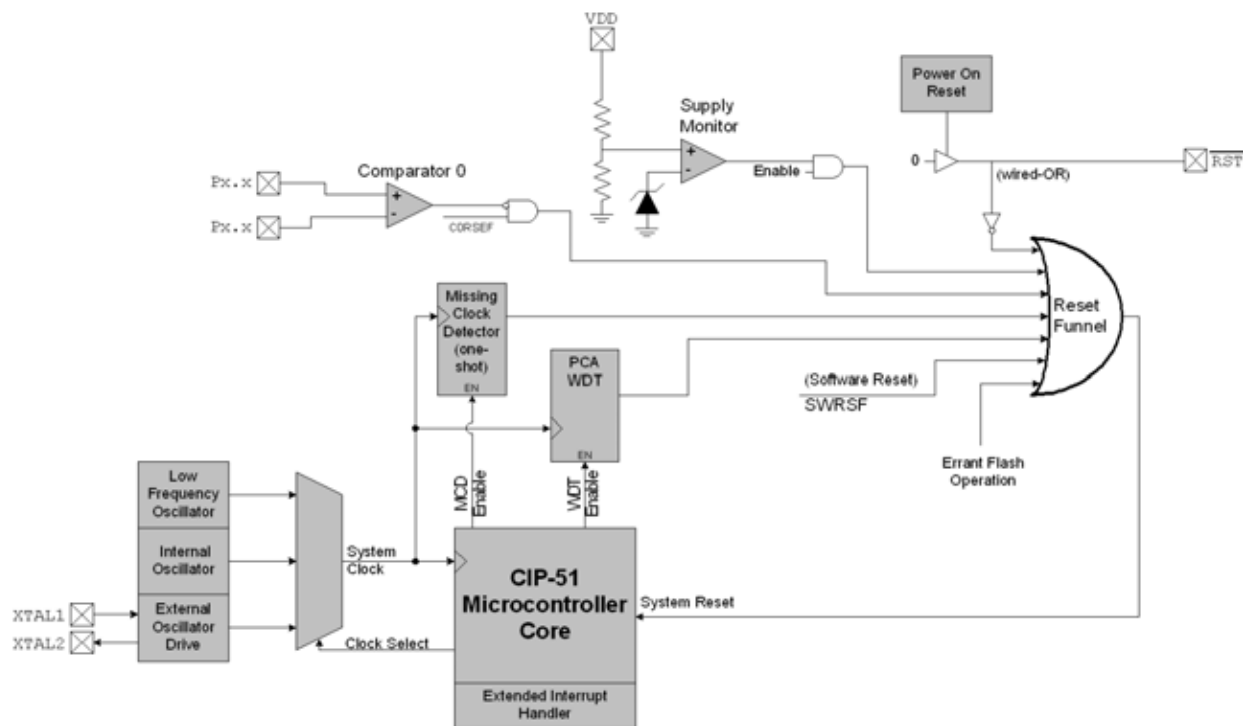 VDD
Power On
Reset
Supply
Monitor
+
-
Enable
0
(wired-OR)
RST
Comparator 0
Px.x
Px.x
+
-
C0RSEF
Missing
Clock
Detector
(one-
shot)
EN
PCA
WDT
EN
Reset
Funnel
(Software Reset)
SWRSF
Errant Flash
Operation
Low
Frequency
Oscillator
Internal
Oscillator
External
Oscillator
Drive
XTAL1
XTAL2
System
Clock
MCD
Enable
WDT
Enable
CIP-51
Microcontroller
Core
System Reset
Clock Select
Extended Interrupt
Handler